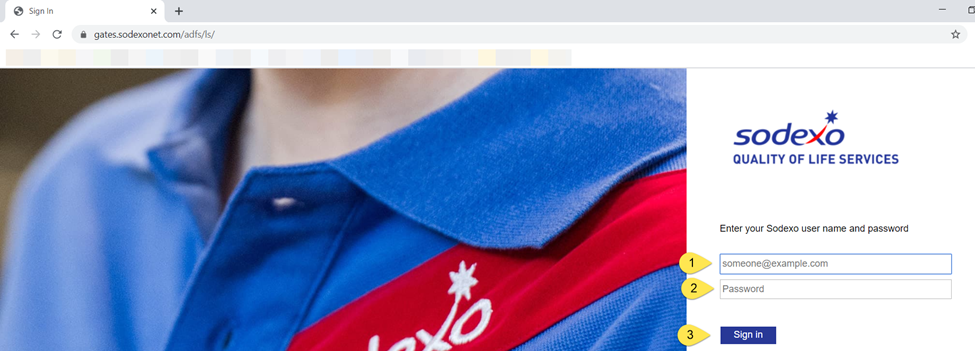 Sign In
gates.sodexonet.com/adfs/ls/
sodexo
QUALITY OF LIFE SERVICES
Enter your Sodexo user name and password
1
someone@example.com
2
Password
3
Sign in
dexo